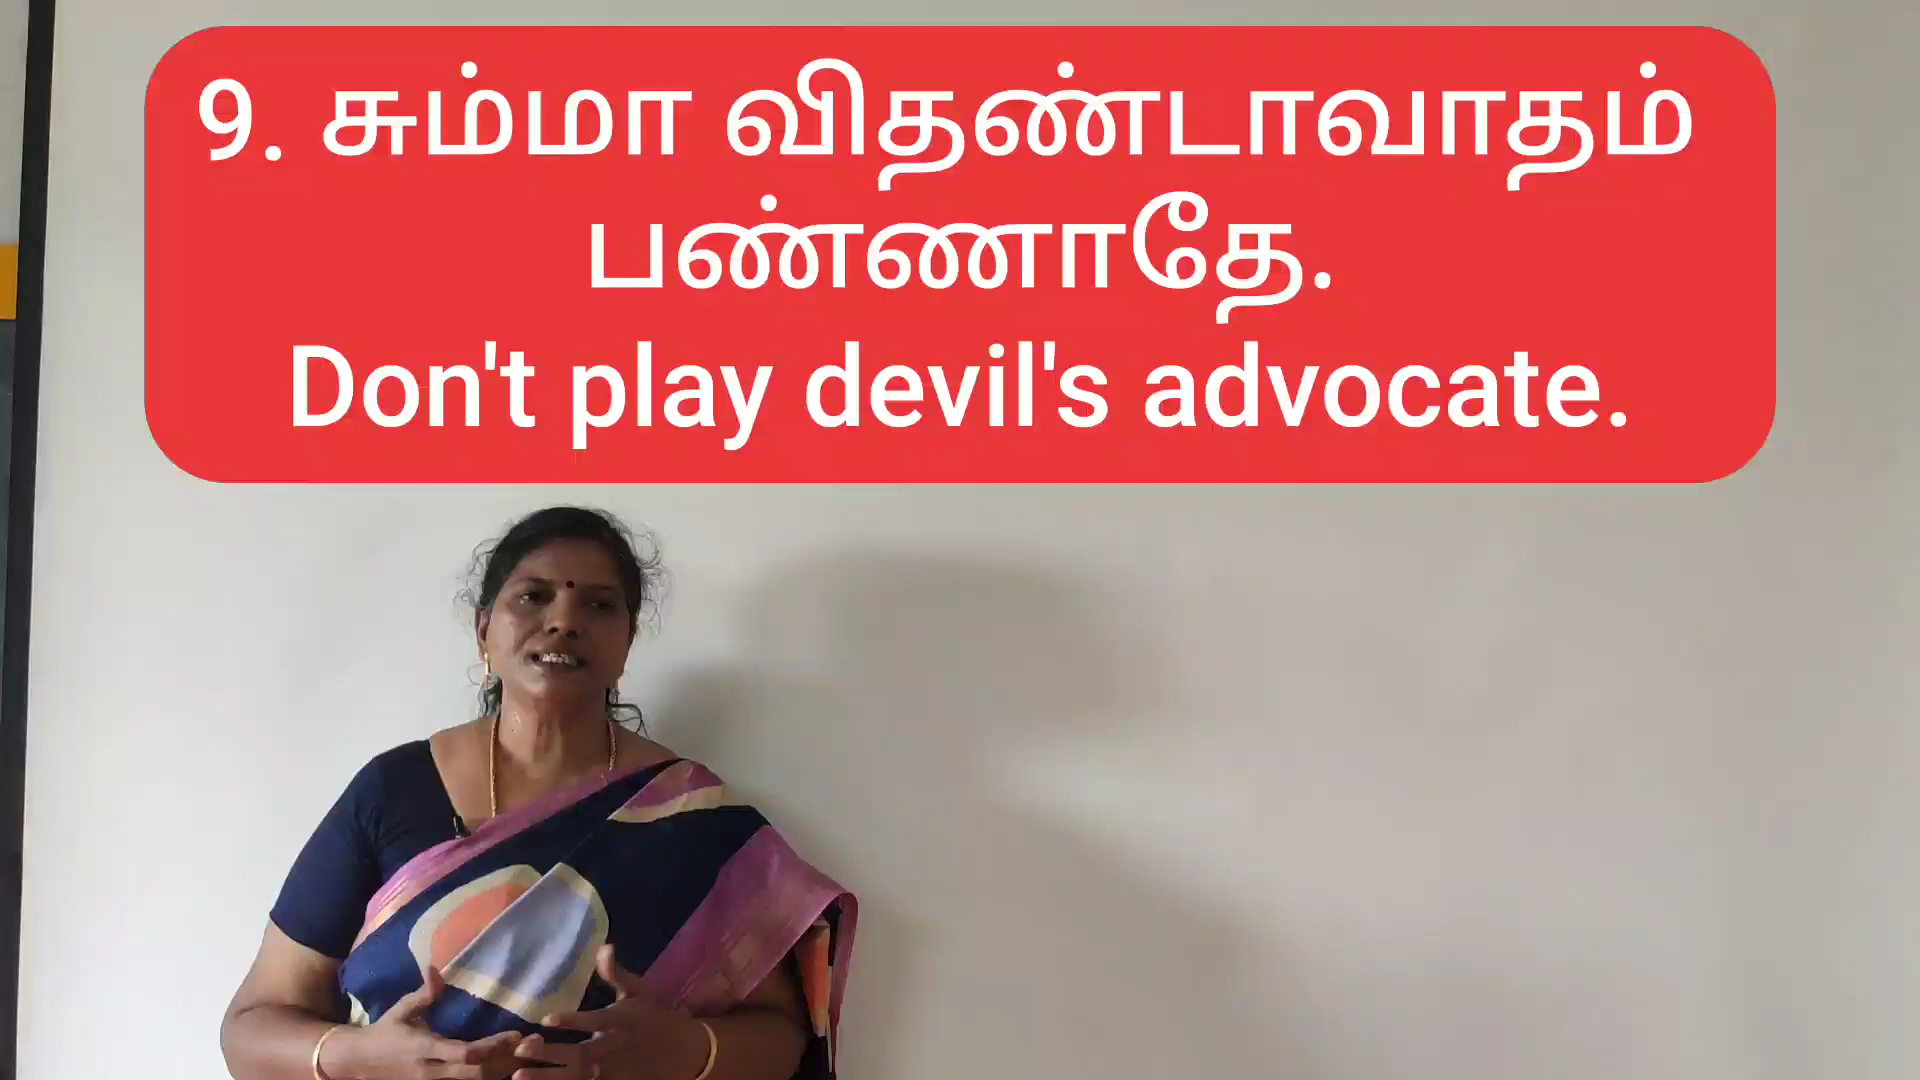 9. சும்மா விதண்டாவாதம்
பண்ணாதே.
Don't play devil's advocate.